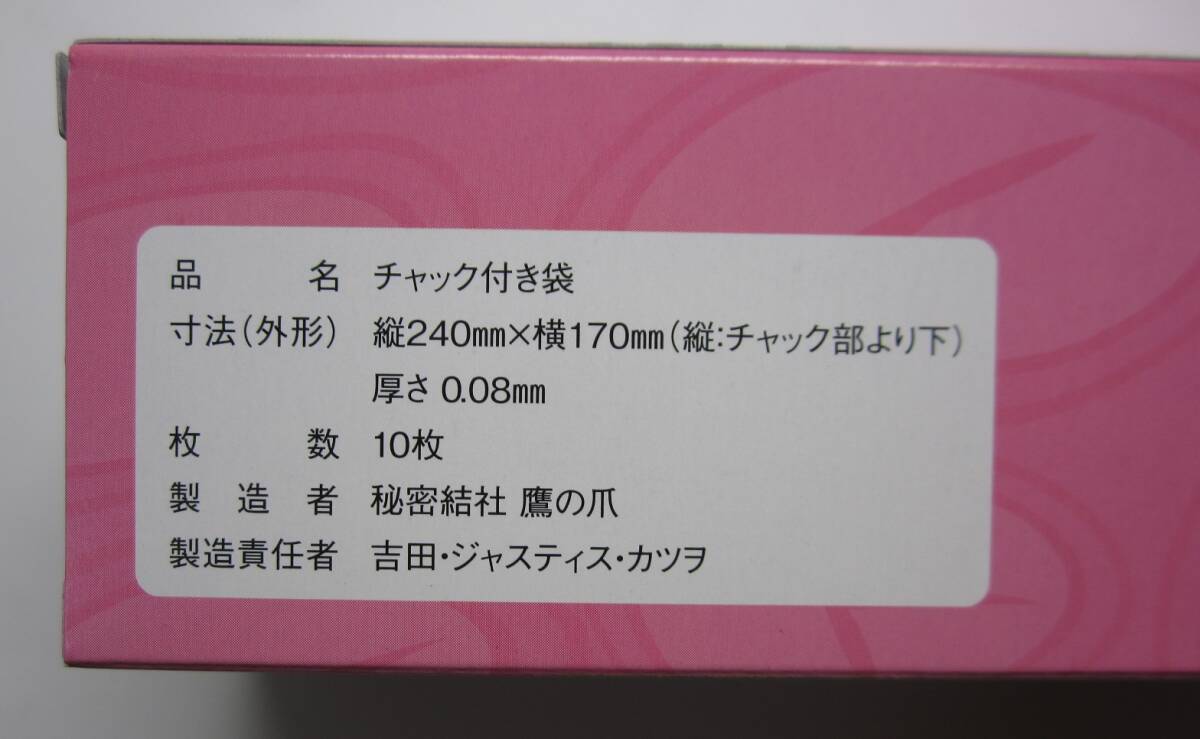 品名 チャック付き袋
寸法(外形) 縦240㎜×横170㎜(縦:チャック部より下)
厚さ 0.08㎜
枚数 10枚
製造者 秘密結社 鷹の爪
製造責任者 吉田・ジャスティス・カツヲ